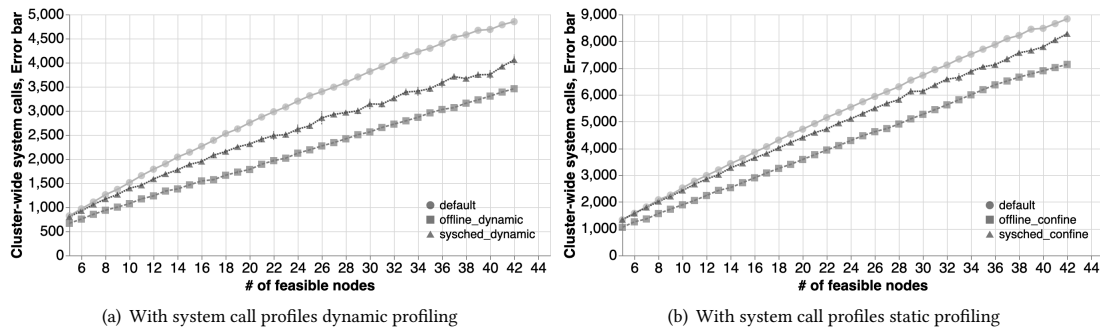 Cluster-wide system calls, Error bar
5,000
4,500
4,000
3,500
3,000
2,500
2,000
1,500
1,000
500
0
default
offline_dynamic
sysched_dynamic
6 8 10 12 14 16 18 20 22 24 26 28 30 32 34 36 38 40 42 44
# of feasible nodes
(a) With system call profiles dynamic profiling
Cluster-wide system calls, Error bar
9,000
8,000
7,000
6,000
5,000
4,000
3,000
2,000
1,000
0
default
offline_confine
sysched_confine
6 8 10 12 14 16 18 20 22 24 26 28 30 32 34 36 38 40 42 44
# of feasible nodes
(b) With system call profiles static profiling